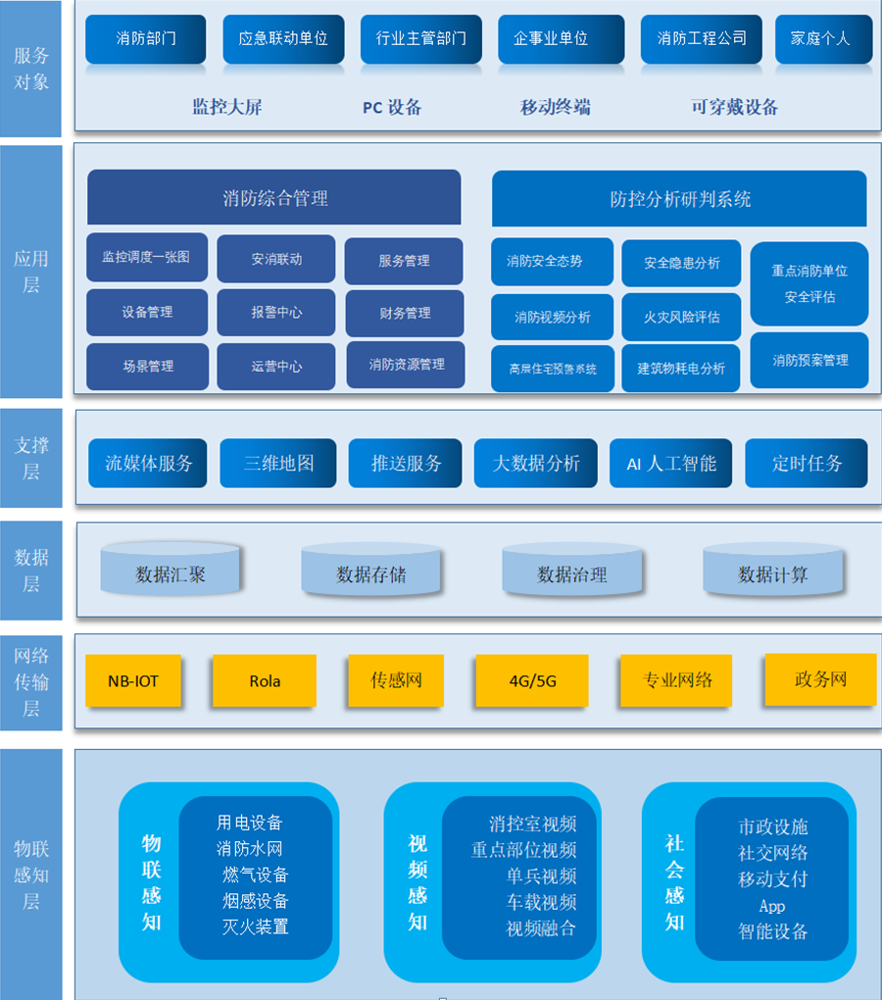 服务
对象
消防部门
应急联动单位
行业主管部门
企事业单位
消防工程公司
家庭个人
监控大屏
PC 设备
移动终端
可穿戴设备
应用
层
消防综合管理
监控调度一张图
安消联动
服务管理
设备管理
报警中心
财务管理
场景管理
运营中心
消防资源管理
防控分析研判系统
消防安全态势
安全隐患分析
重点消防单位
安全评估
消防视频分析
火灾风险评估
高层住宅预警系统
建筑物耗电分析
消防预案管理
支撑
层
流媒体服务
三维地图
推送服务
大数据分析
AI 人工智能
定时任务
数据
层
数据汇聚
数据存储
数据治理
数据计算
网络
传输
层
NB-IOT
Rola
传感网
4G/5G
专业网络
政务网
物联
感知
层
物联感知
用电设备
消防水网
燃气设备
烟感设备
灭火装置
视频感知
消控室视频
重点部位视频
单兵视频
车载视频
视频融合
社会感知
市政设施
社交网络
移动支付
App
智能设备